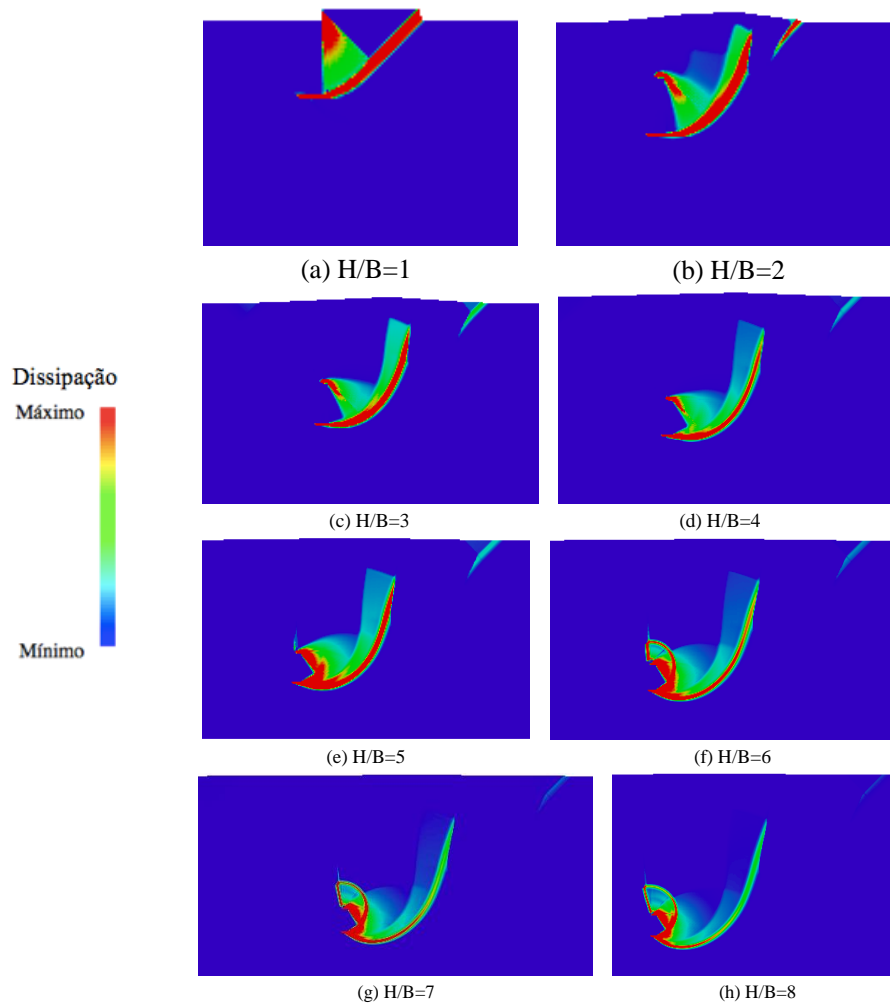 (a) H/B=1
(b) H/B=2
Dissipação
Máximo
Mínimo
(c) H/B=3
(d) H/B=4
(e) H/B=5
(f) H/B=6
(g) H/B=7
(h) H/B=8